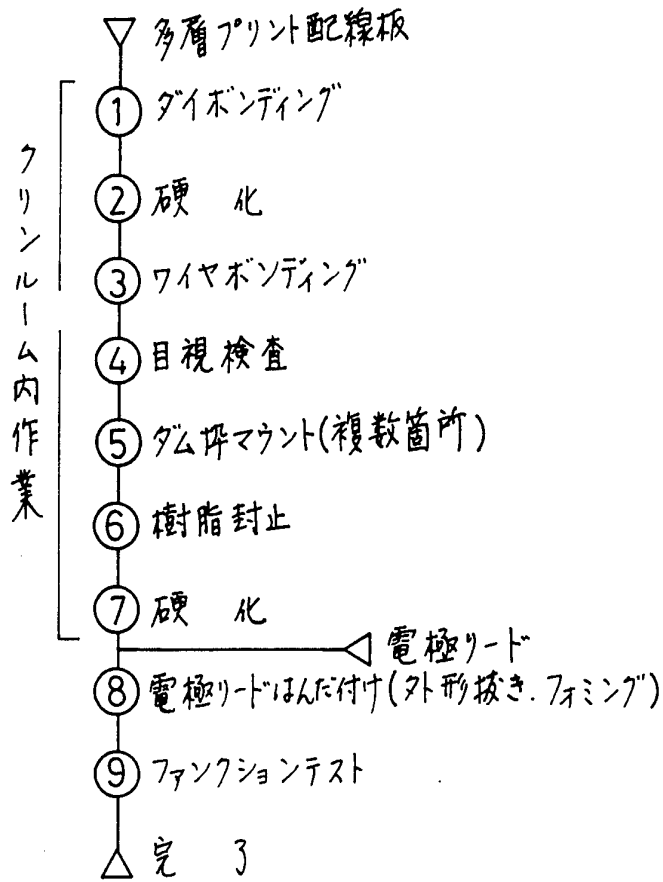 多層プリント配線板
① ダイボンディング
② 硬 化
③ ワイヤボンディング
④ 目視検査
⑤ ダム枠マウント(複数箇所)
⑥ 樹脂封止
⑦ 硬 化
電極リード
⑧ 電極リードはんだ付け(外形抜き.フォミング)
⑨ ファンクションテスト
完 了
クリンルーム内作業